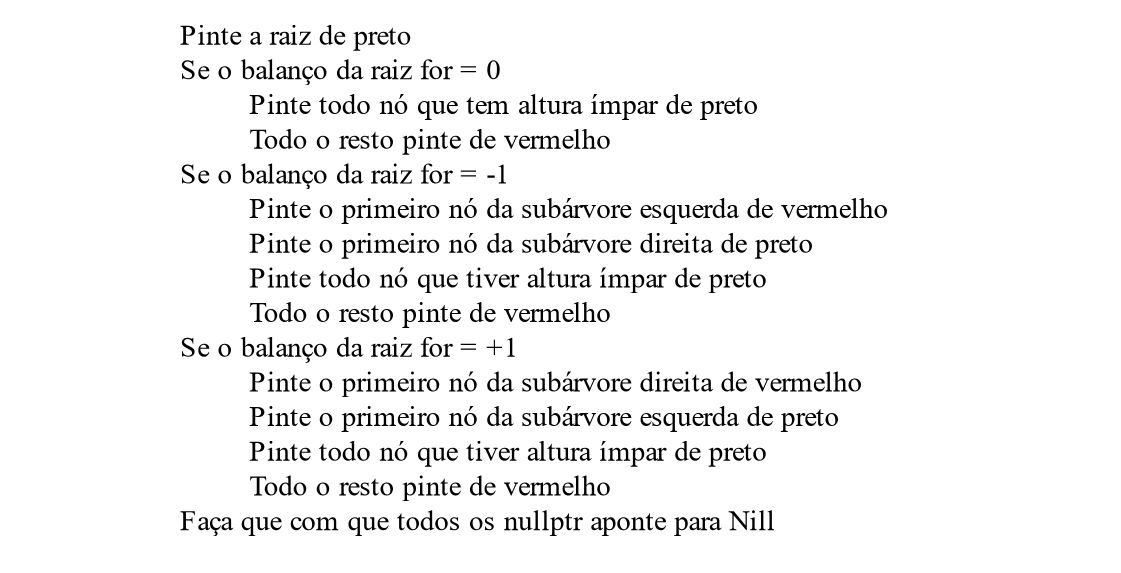 Pinte a raiz de preto
Se o balanço da raiz for = 0
Pinte todo nó que tem altura ímpar de preto
Todo o resto pinte de vermelho
Se o balanço da raiz for = -1
Pinte o primeiro nó da subárvore esquerda de vermelho
Pinte o primeiro nó da subárvore direita de preto
Pinte todo nó que tiver altura ímpar de preto
Todo o resto pinte de vermelho
Se o balanço da raiz for = +1
Pinte o primeiro nó da subárvore direita de vermelho
Pinte o primeiro nó da subárvore esquerda de preto
Pinte todo nó que tiver altura ímpar de preto
Todo o resto pinte de vermelho
Faça que com que todos os nullptr aponte para Nill